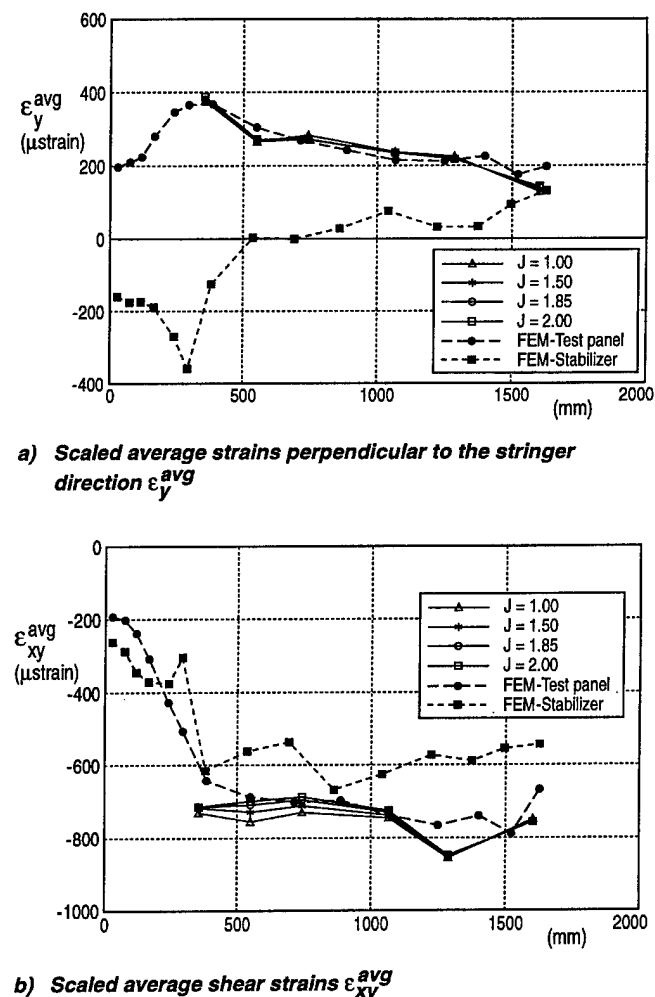 600
400
200
0
-200
-400
ε_y^avg
(μstrain)
J = 1.00
J = 1.50
J = 1.85
J = 2.00
FEM-Test panel
FEM-Stabilizer
0 500 1000 1500 2000
(mm)
a) Scaled average strains perpendicular to the stringer
direction ε_y^avg
0
-200
-400
-600
-800
-1000
ε_xy^avg
(μstrain)
J = 1.00
J = 1.50
J = 1.85
J = 2.00
FEM-Test panel
FEM-Stabilizer
0 500 1000 1500 2000
(mm)
b) Scaled average shear strains ε_xy^avg